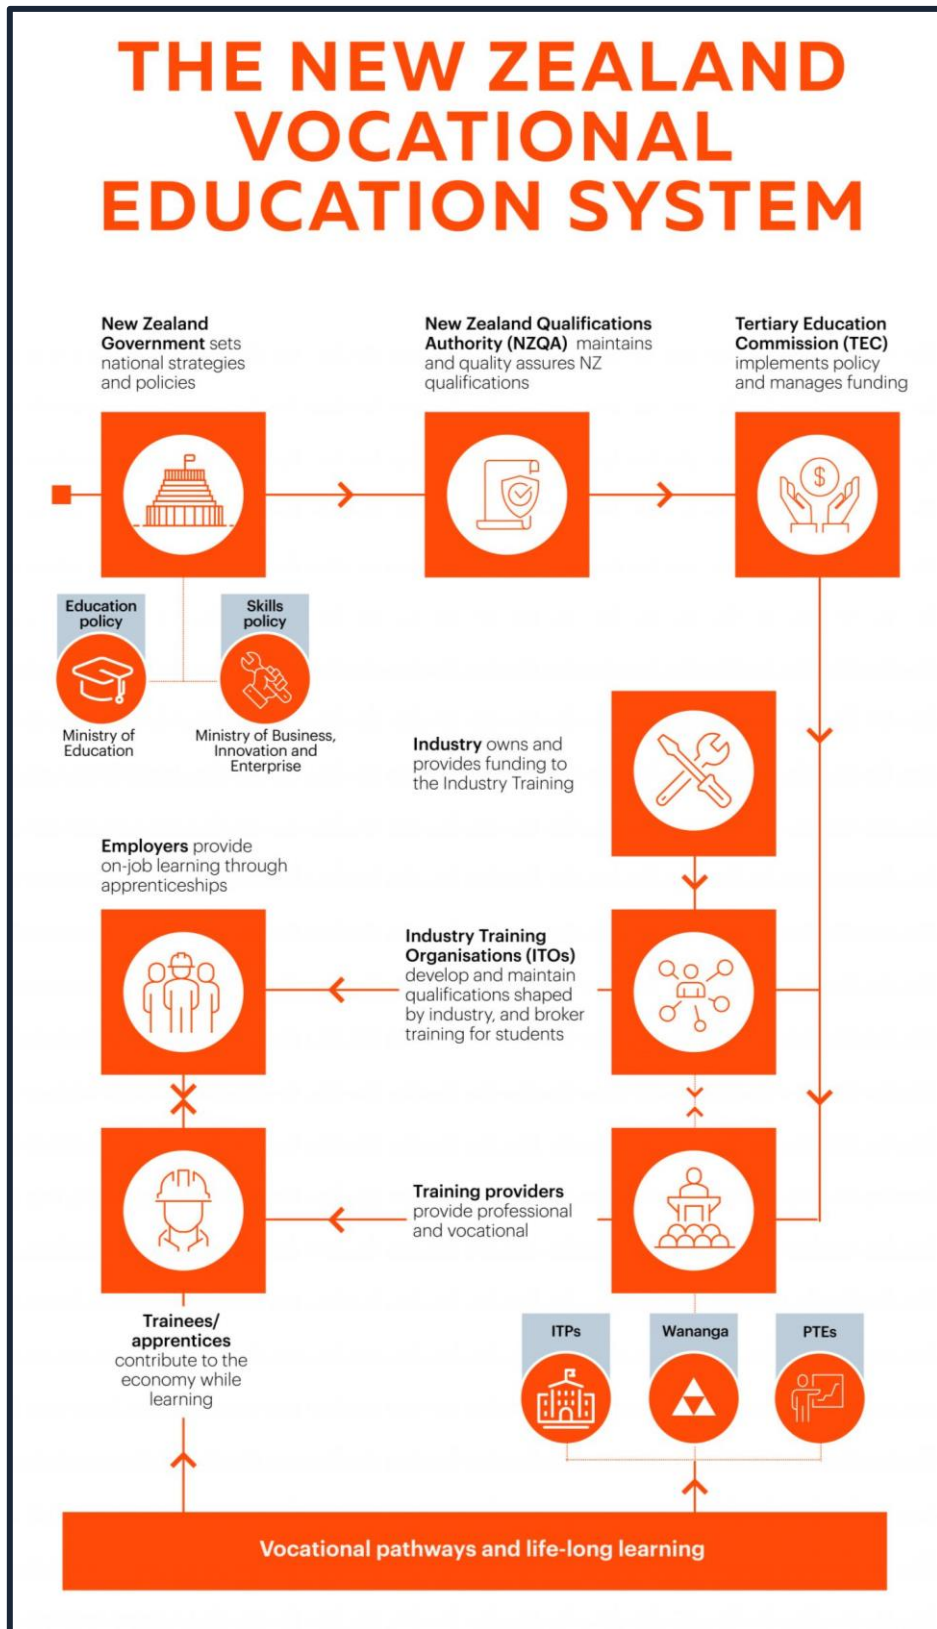 THE NEW ZEALAND
VOCATIONAL
EDUCATION SYSTEM
New Zealand
Government sets
national strategies
and policies
New Zealand Qualifications
Authority (NZQA) maintains
and quality assures NZ
qualifications
Tertiary Education
Commission (TEC)
implements policy
and manages funding
$
Education
policy
Skills
policy
Ministry of
Education
Ministry of Business,
Innovation and
Enterprise
Industry owns and
provides funding to
the Industry Training
Employers provide
on-job learning through
apprenticeships
Industry Training
Organisations (ITOs)
develop and maintain
qualifications shaped
by industry, and broker
training for students
Training providers
provide professional
and vocational
Trainees/
apprentices
contribute to the
economy while
learning
ITPs
Wananga
PTEs
Vocational pathways and life-long learning